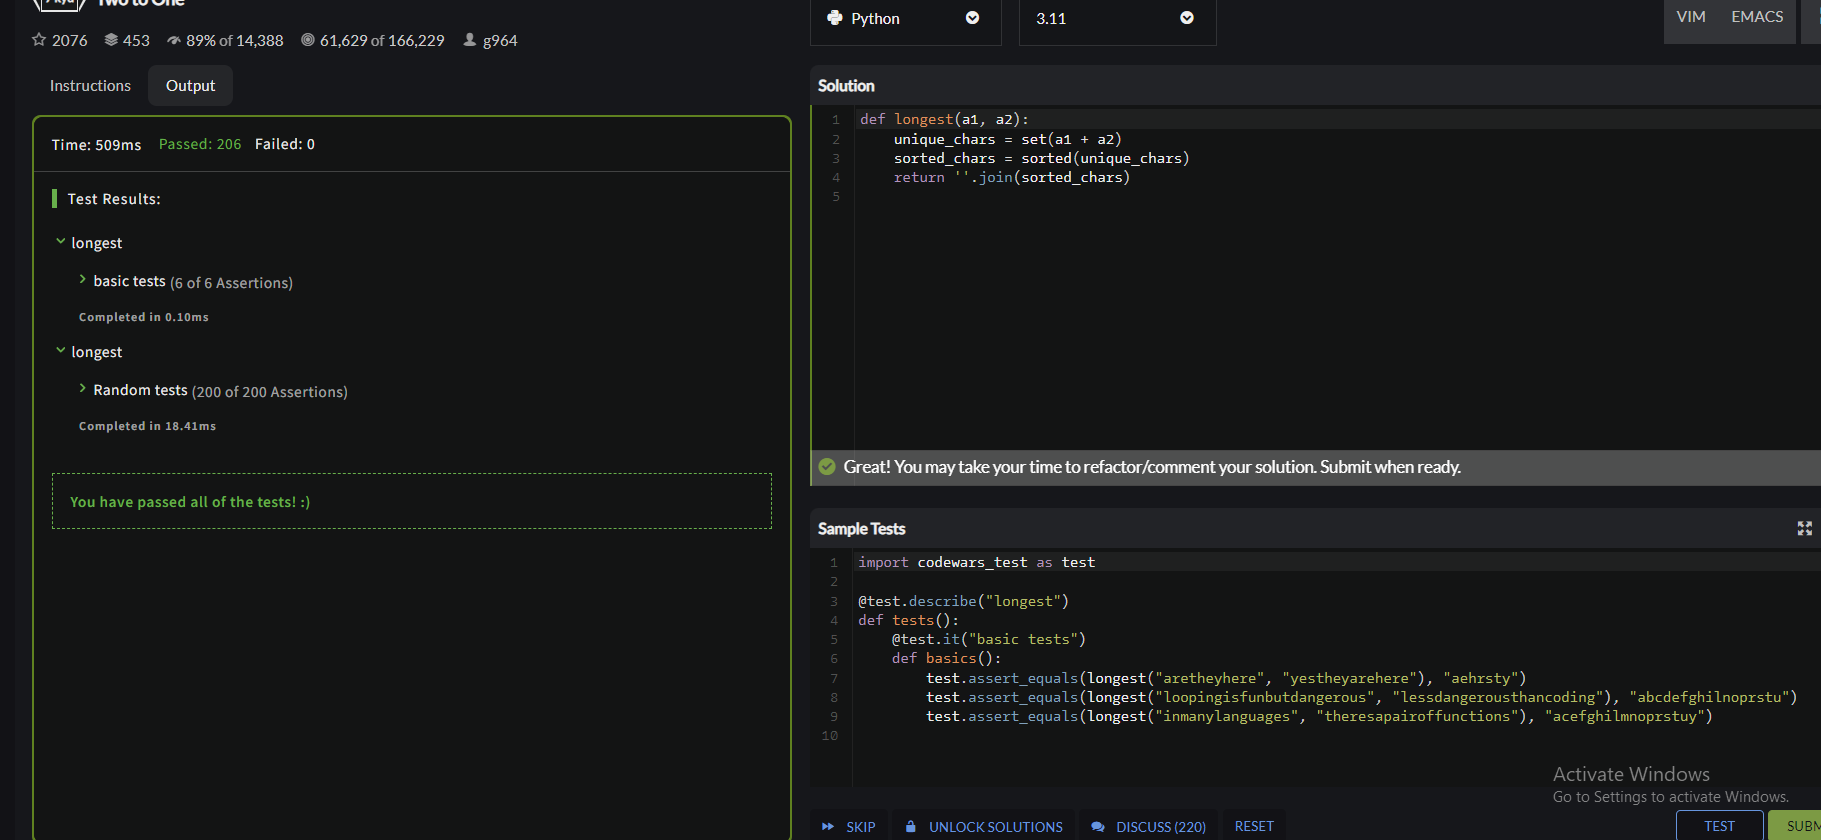 Two to One
2076 453 89% of 14,388 61,629 of 166,229 g964
Instructions Output
Time: 509ms Passed: 206 Failed: 0
Test Results:
longest
basic tests (6 of 6 Assertions)
Completed in 0.10ms
longest
Random tests (200 of 200 Assertions)
Completed in 18.41ms
You have passed all of the tests! :)
Python 3.11 VIM EMACS
Solution
1 def longest(a1, a2):
2     unique_chars = set(a1 + a2)
3     sorted_chars = sorted(unique_chars)
4     return ''.join(sorted_chars)
5
Great! You may take your time to refactor/comment your solution. Submit when ready.
Sample Tests
1 import codewars_test as test
2
3 @test.describe("longest")
4 def tests():
5     @test.it("basic tests")
6     def basics():
7         test.assert_equals(longest("aretheyhere", "yestheyarehere"), "aehrsty")
8         test.assert_equals(longest("loopingisfunbutdangerous", "lessdangerousthancoding"), "abcdefghilnoprstu")
9         test.assert_equals(longest("inmanylanguages", "theresapairoffunctions"), "acefghilmnoprstuy")
10
Activate Windows
Go to Settings to activate Windows.
SKIP UNLOCK SOLUTIONS DISCUSS (220) RESET TEST SUBM